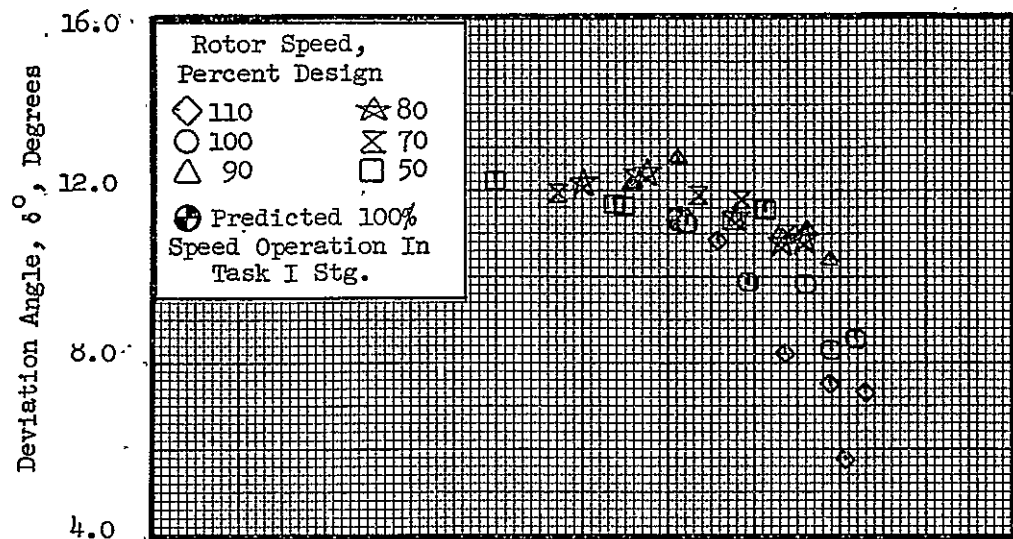 16.0
12.0
8.0
4.0
Deviation Angle, δ°, Degrees
Rotor Speed,
Percent Design
110
80
100
70
90
50
Predicted 100%
Speed Operation In
Task I Stg.